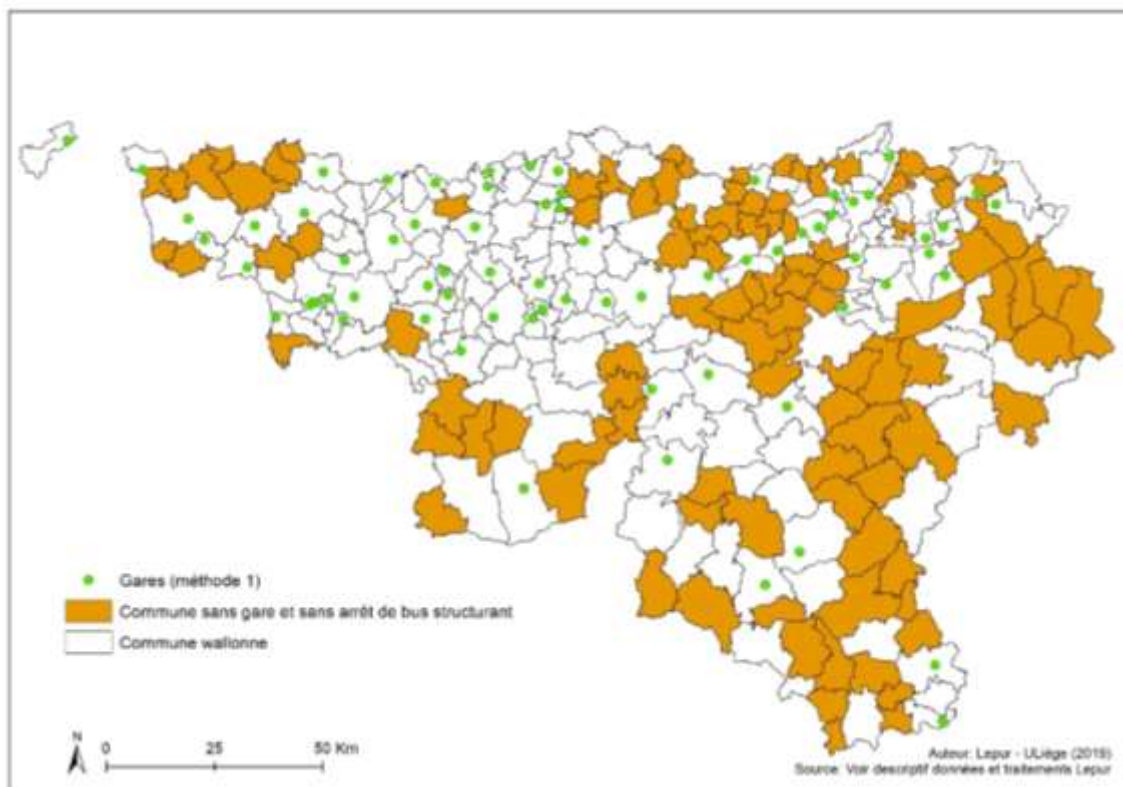 Gares (méthode 1)
Commune sans gare et sans arrêt de bus structurant
Commune wallonne
N
0 25 50 Km
Auteur: Lepur - ULiège (2019)
Source: Voir descriptif données et traitements Lepur